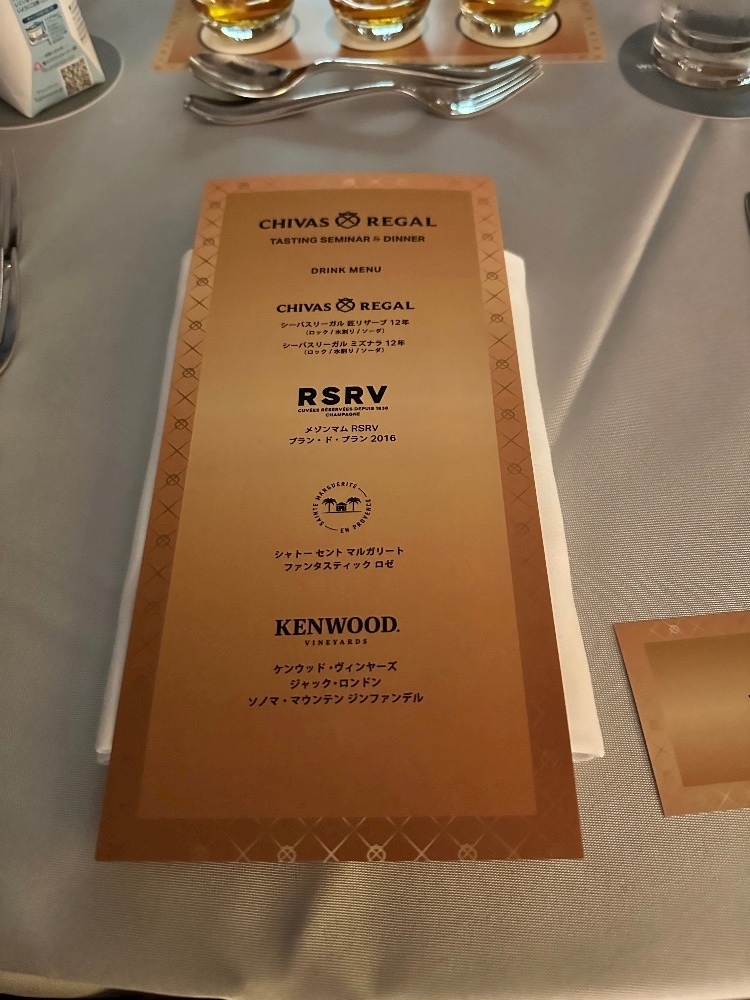 CHIVAS REGAL
TASTING SEMINAR & DINNER
DRINK MENU
CHIVAS REGAL
シーバスリーガル 匠リザーブ 12年
(ロック / 水割り / ソーダ)
シーバスリーガル ミズナラ 12年
(ロック / 水割り / ソーダ)
RSRV
CUVÉES RÉSERVÉES DEPUIS 1838
CHAMPAGNE
メゾンマム RSRV
ブラン・ド・ブラン 2016
SAINTE MARGUERITE
EN PROVENCE
シャトー セント マルガリート
ファンタスティック ロゼ
KENWOOD.
VINEYARDS
ケンウッド・ヴィンヤーズ
ジャック・ロンドン
ソノマ・マウンテン ジンファンデル